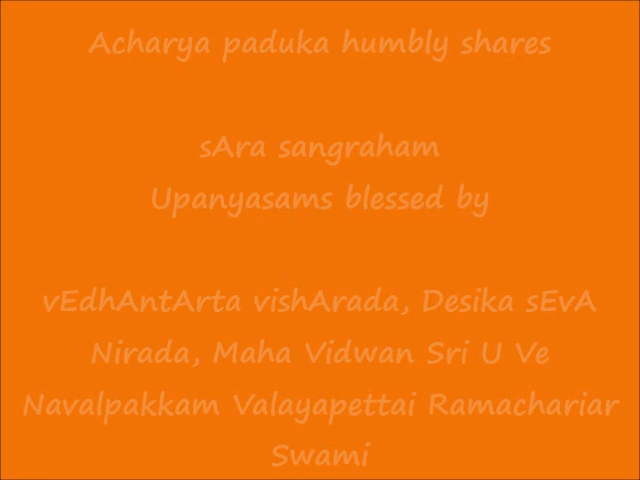 Acharya paduka humbly shares
sAra sangraham
Upanyasams blessed by
vEdhAntArta vishArada, Desika sEvA
Nirada, Maha Vidwan Sri U Ve
Navalpakkam Valayapettai Ramachariar
Swami